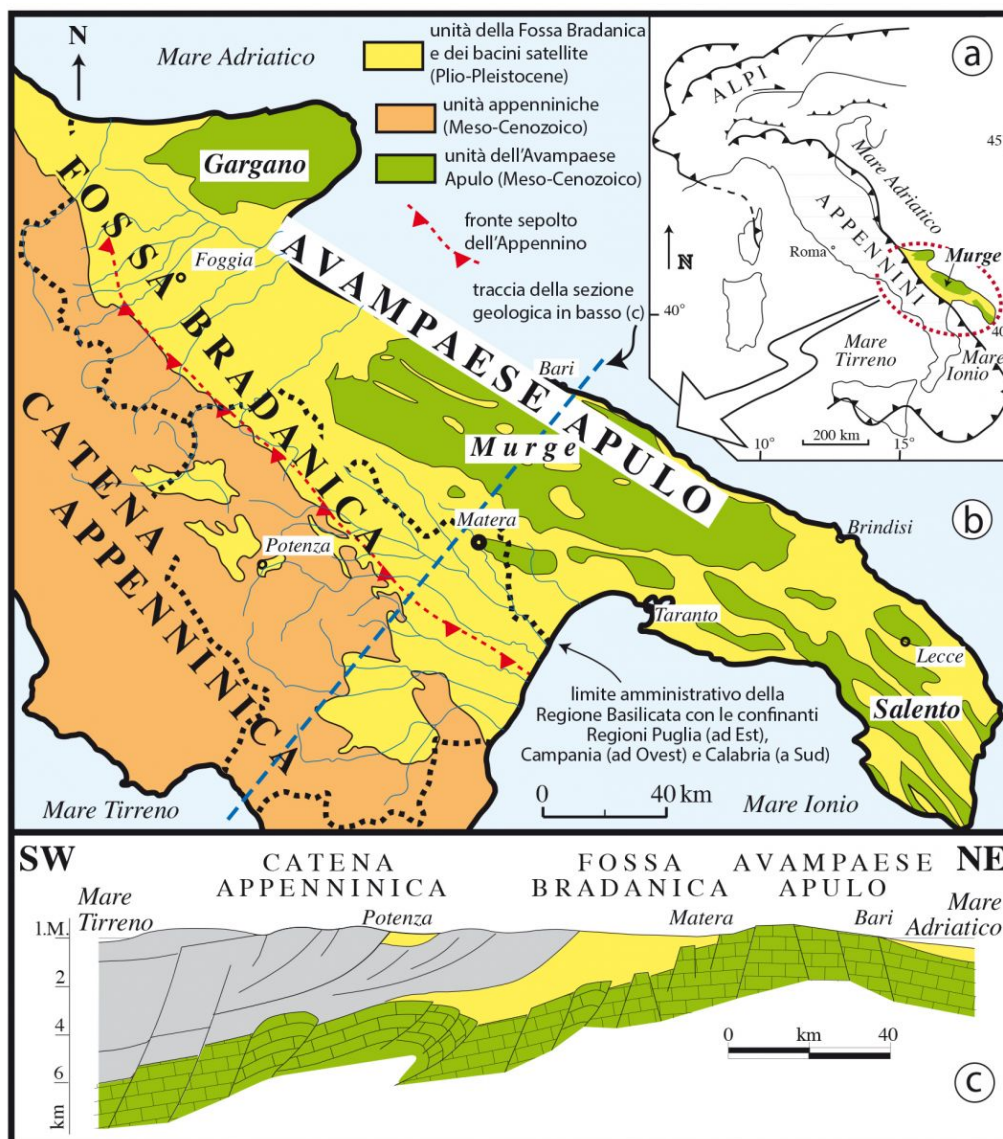 N
Mare Adriatico
unità della Fossa Bradanica
e dei bacini satellite
(Plio-Pleistocene)
unità appenniniche
(Meso-Cenozoico)
unità dell'Avampaese
Apulo (Meso-Cenozoico)
fronte sepolto
dell'Appennino
traccia della sezione
geologica in basso (c)
Gargano
Foggia
FOSSA BRADANICA
AVAMPAESE APULO
CATENA
APPENNINICA
Bari
Murge
Matera
Potenza
Brindisi
Taranto
Lecce
Salento
limite amministrativo della
Regione Basilicata con le confinanti
Regioni Puglia (ad Est),
Campania (ad Ovest) e Calabria (a Sud)
0 40 km
Mare Tirreno
Mare Ionio
b
a
ALPI
45°
Mare Adriatico
APPENNINI
N
Roma
Murge
40°
40°
Mare
Tirreno
Mare
Ionio
10°
200 km
15°
SW
CATENA
APPENNINICA
FOSSA
BRADANICA
AVAMPAESE
APULO
NE
Mare
Tirreno
Potenza
Matera
Bari
Mare
Adriatico
l.M.
2
4
6
km
0 km 40
c